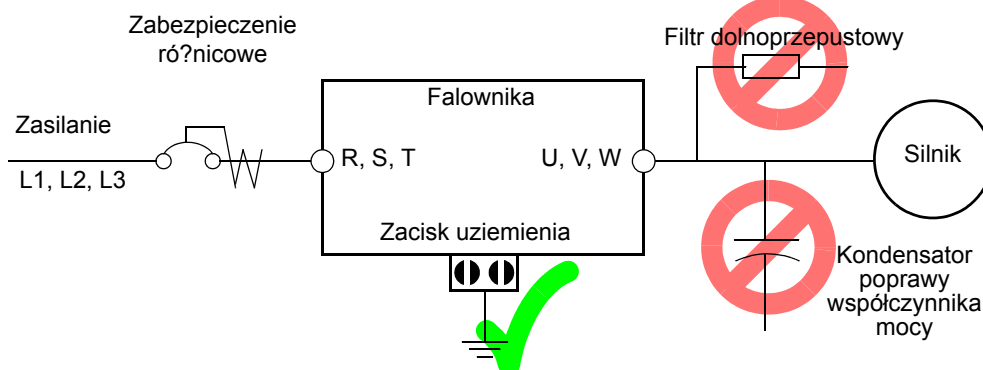 Zabezpieczenie
ró?nicowe
Filtr dolnoprzepustowy
Falownika
Zasilanie
L1, L2, L3
R, S, T
U, V, W
Silnik
Zacisk uziemienia
Kondensator
poprawy
współczynnika
mocy